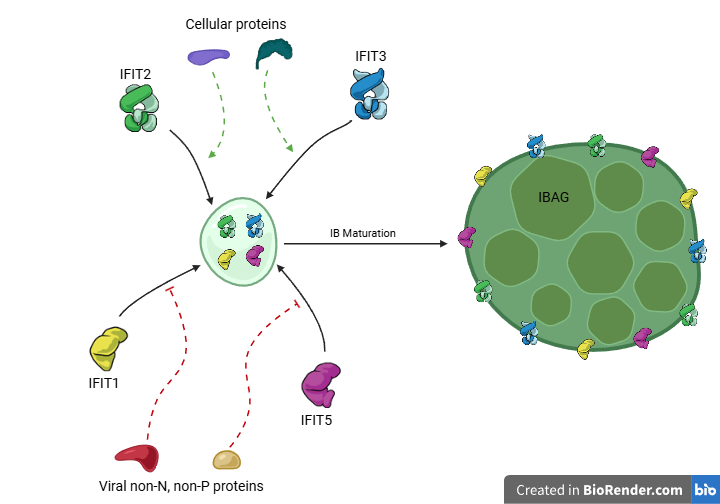 Cellular proteins
IFIT2
IFIT3
IBAG
IB Maturation
IFIT1
IFIT5
Viral non-N, non-P proteins
Created in BioRender.com bio